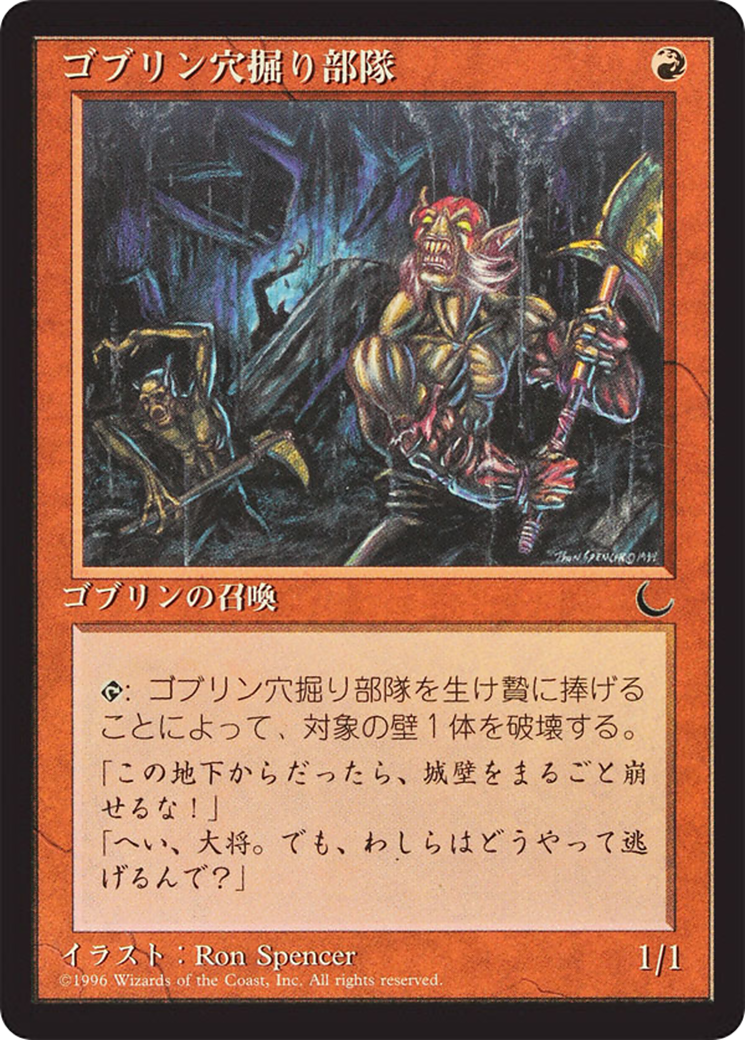 ゴブリン穴掘り部隊
Ron Spencer ©1994
ゴブリンの召喚
: ゴブリン穴掘り部隊を生け贄に捧げる
ことによって、対象の壁１体を破壊する。
「この地下からだったら、城壁をまるごと崩
せるな！」
「へい、大将。でも、わしらはどうやって逃
げるんで？」
イラスト：Ron Spencer
1/1
©1996 Wizards of the Coast, Inc. All rights reserved.